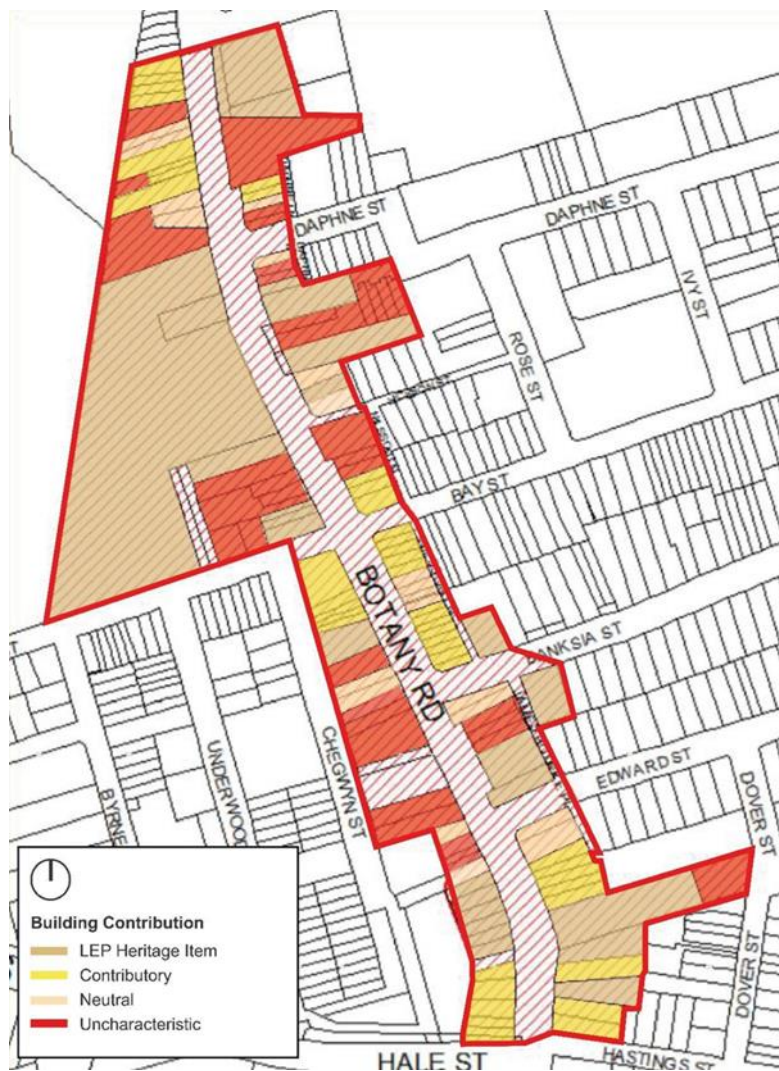 DAPHNE ST
DAPHNE ST
IVY ST
ROSE ST
BAY ST
BOTANY RD
BANKSIA ST
EDWARD ST
CHEGWYN ST
UNDERWOOD
BYRNE
DOVER ST
DOVER ST
Building Contribution
LEP Heritage Item
Contributory
Neutral
Uncharacteristic
HALE ST
HASTINGS ST